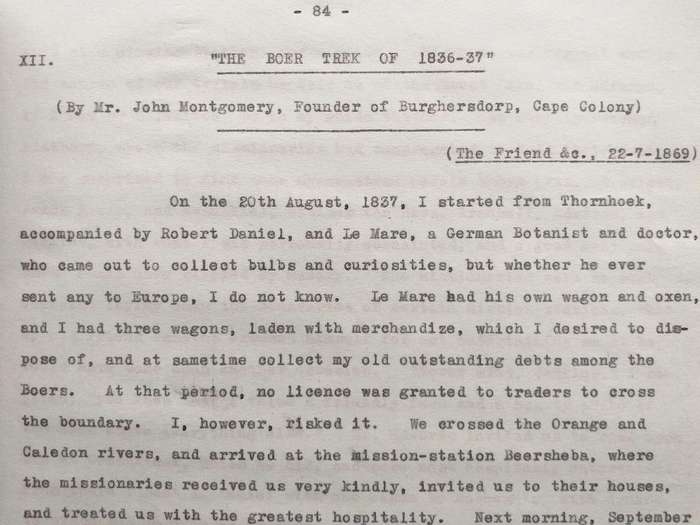 - 84 -
XII. "THE BOER TREK OF 1836-37"
(By Mr. John Montgomery, Founder of Burghersdorp, Cape Colony)
(The Friend &c., 22-7-1869)
On the 20th August, 1837, I started from Thornhoek,
accompanied by Robert Daniel, and Le Mare, a German Botanist and doctor,
who came out to collect bulbs and curiosities, but whether he ever
sent any to Europe, I do not know. Le Mare had his own wagon and oxen,
and I had three wagons, laden with merchandize, which I desired to dis-
pose of, and at sametime collect my old outstanding debts among the
Boers. At that period, no licence was granted to traders to cross
the boundary. I, however, risked it. We crossed the Orange and
Caledon rivers, and arrived at the mission-station Beersheba, where
the missionaries received us very kindly, invited us to their houses,
and treated us with the greatest hospitality. Next morning, September